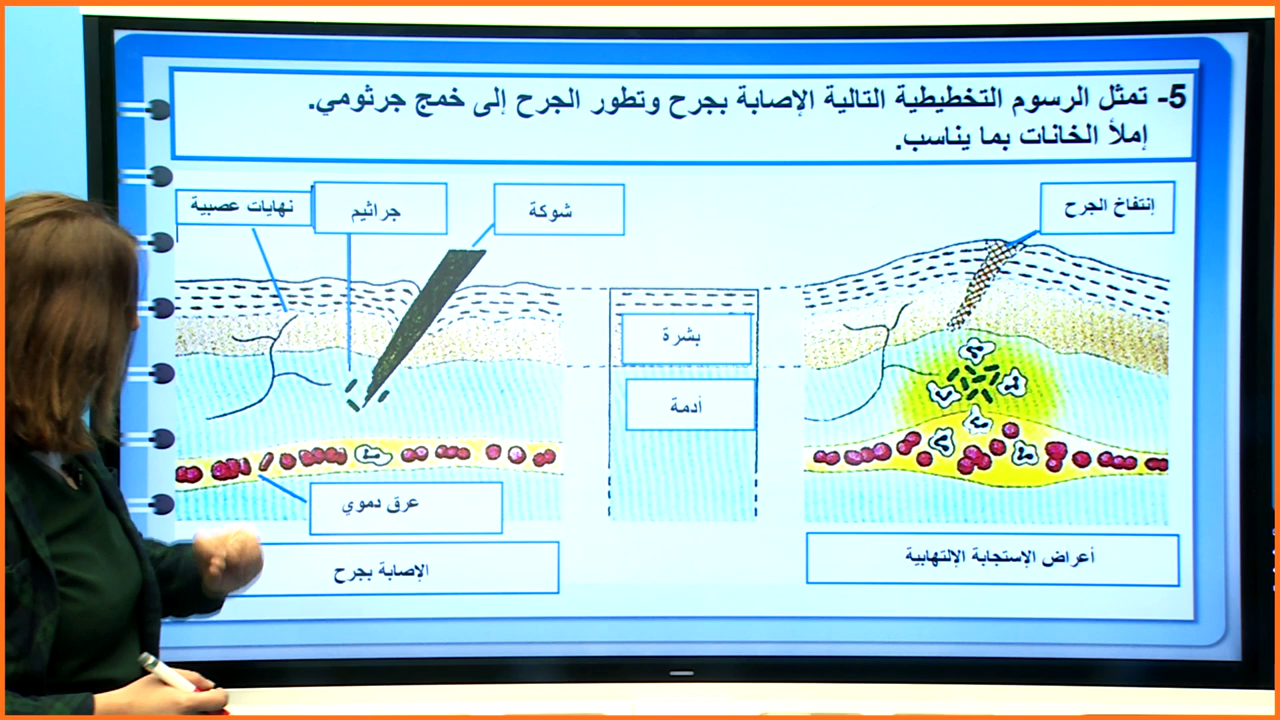 5- تمثل الرسوم التخطيطية التالية الإصابة بجرح وتطور الجرح إلى خمج جرثومي.
إملأ الخانات بما يناسب.
إنتفاخ الجرح
شوكة
جراثيم
نهايات عصبية
بشرة
أدمة
عرق دموي
أعراض الإستجابة الإلتهابية
الإصابة بجرح